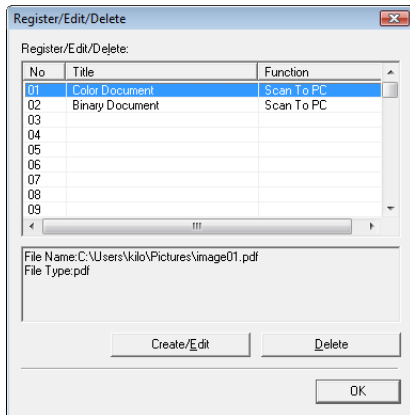 Register/Edit/Delete
Register/Edit/Delete:
No Title Function
01 Color Document Scan To PC
02 Binary Document Scan To PC
03
04
05
06
07
08
09
File Name:C:\Users\kilo\Pictures\image01.pdf
File Type:pdf
Create/Edit Delete
OK